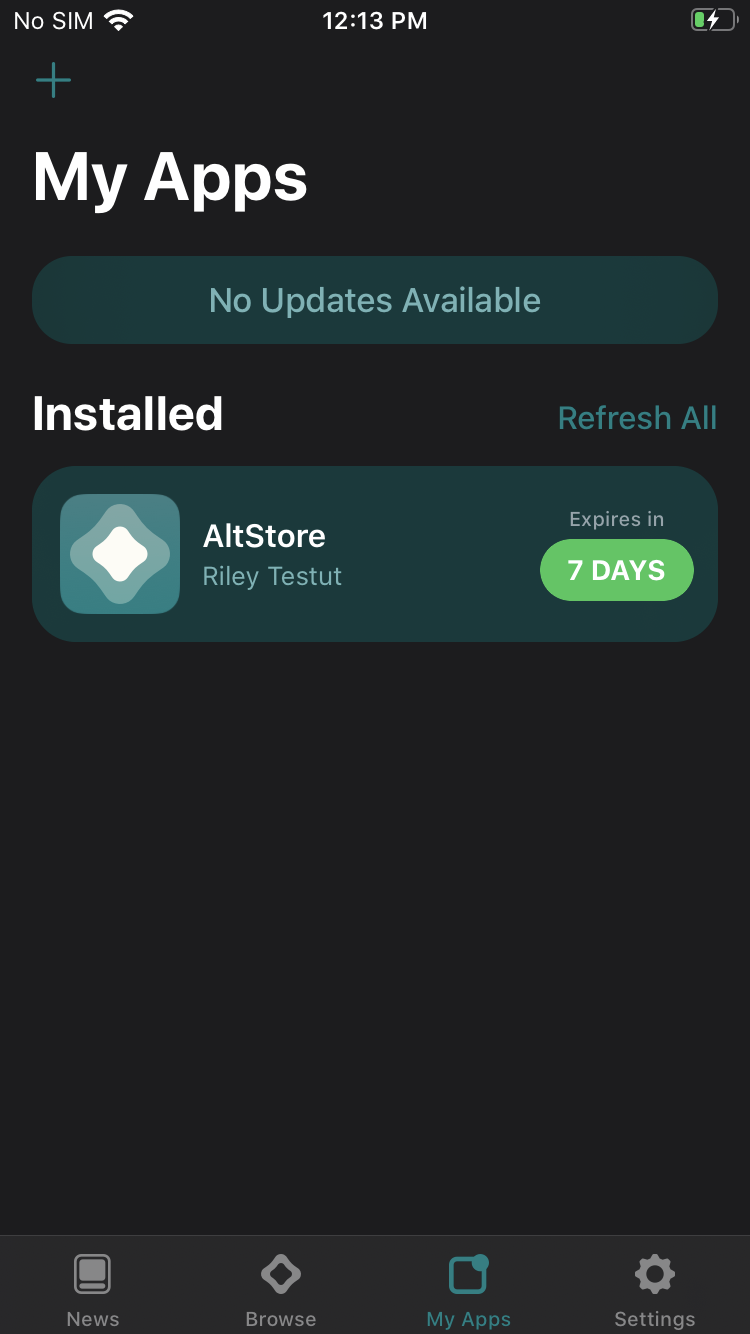 No SIM 12:13 PM
My Apps
No Updates Available
Installed Refresh All
AltStore
Riley Testut
Expires in
7 DAYS
News Browse My Apps Settings